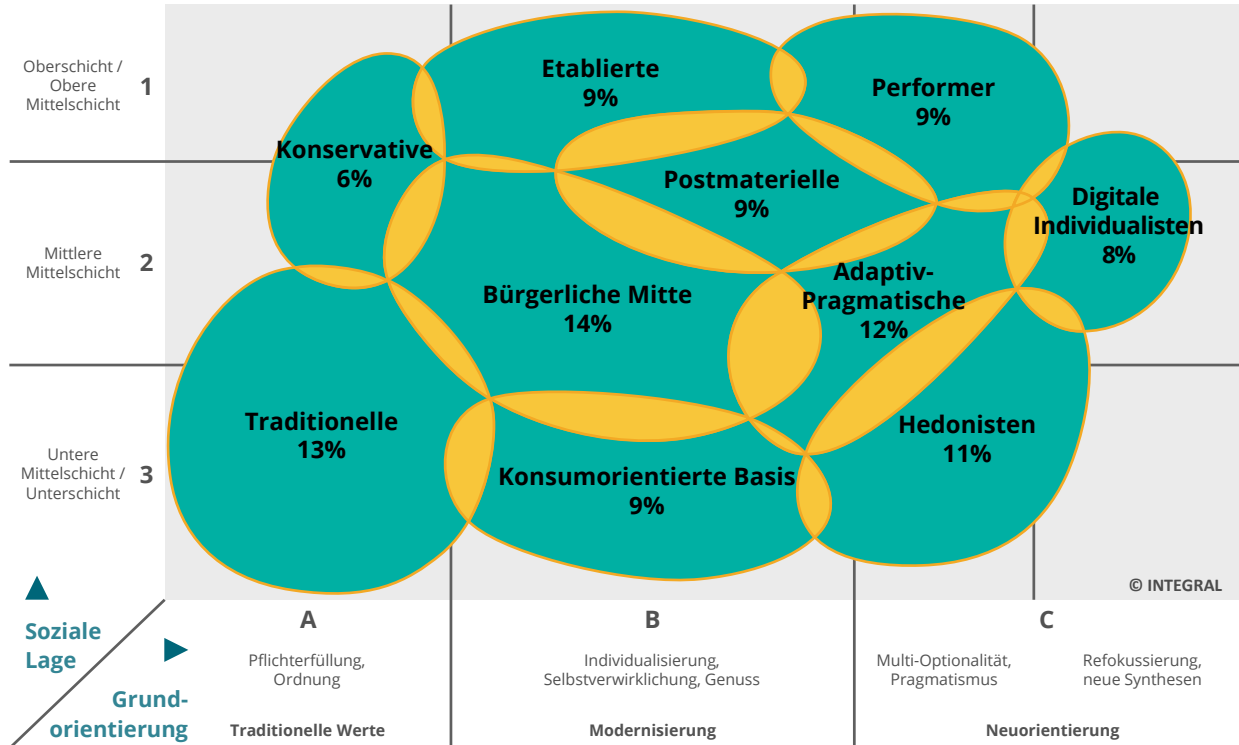 Oberschicht /
Obere
Mittelschicht
1
Etablierte
9%
Performer
9%
Konservative
6%
Postmaterielle
9%
Digitale
Individualisten
8%
Mittlere
Mittelschicht
2
Bürgerliche Mitte
14%
Adaptiv-
Pragmatische
12%
Traditionelle
13%
Hedonisten
11%
Untere
Mittelschicht /
Unterschicht
3
Konsumorientierte Basis
9%
© INTEGRAL
Soziale
Lage
Grund-
orientierung
A
Pflichterfüllung,
Ordnung
Traditionelle Werte
B
Individualisierung,
Selbstverwirklichung, Genuss
Modernisierung
C
Multi-Optionalität,
Pragmatismus
Refokussierung,
neue Synthesen
Neuorientierung